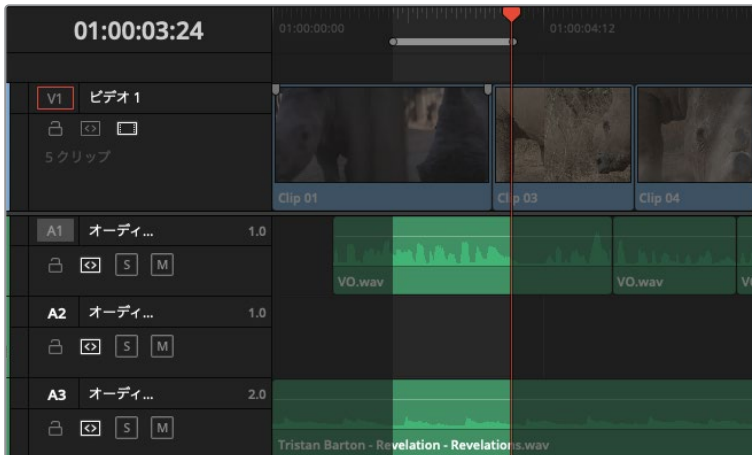 01:00:03:24
01:00:00:00
01:00:04:12
V1 ビデオ 1
5 クリップ
Clip 01
Clip 03
Clip 04
A1 オーディ... 1.0
S M
VO.wav
VO.wav
A2 オーディ... 1.0
S M
A3 オーディ... 2.0
S M
Tristan Barton - Revelation - Revelations.wav